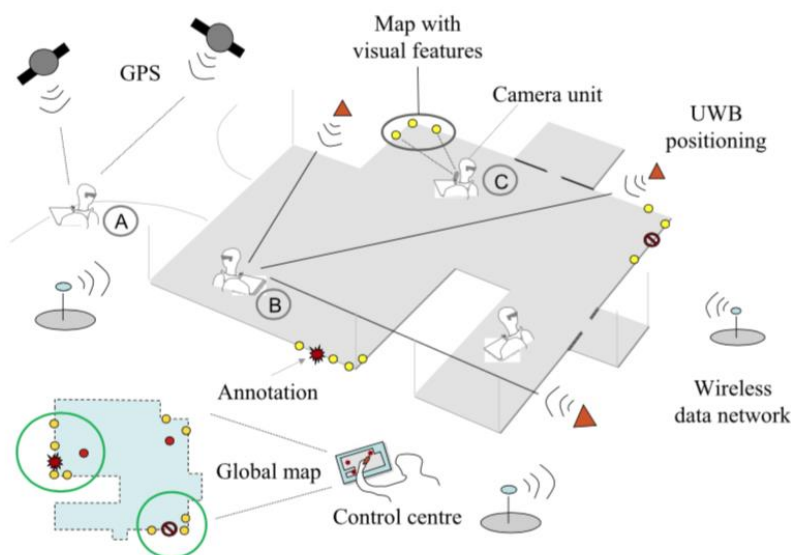 Map with
visual features
GPS
Camera unit
UWB
positioning
C
A
B
Annotation
Wireless
data network
Global map
Control centre